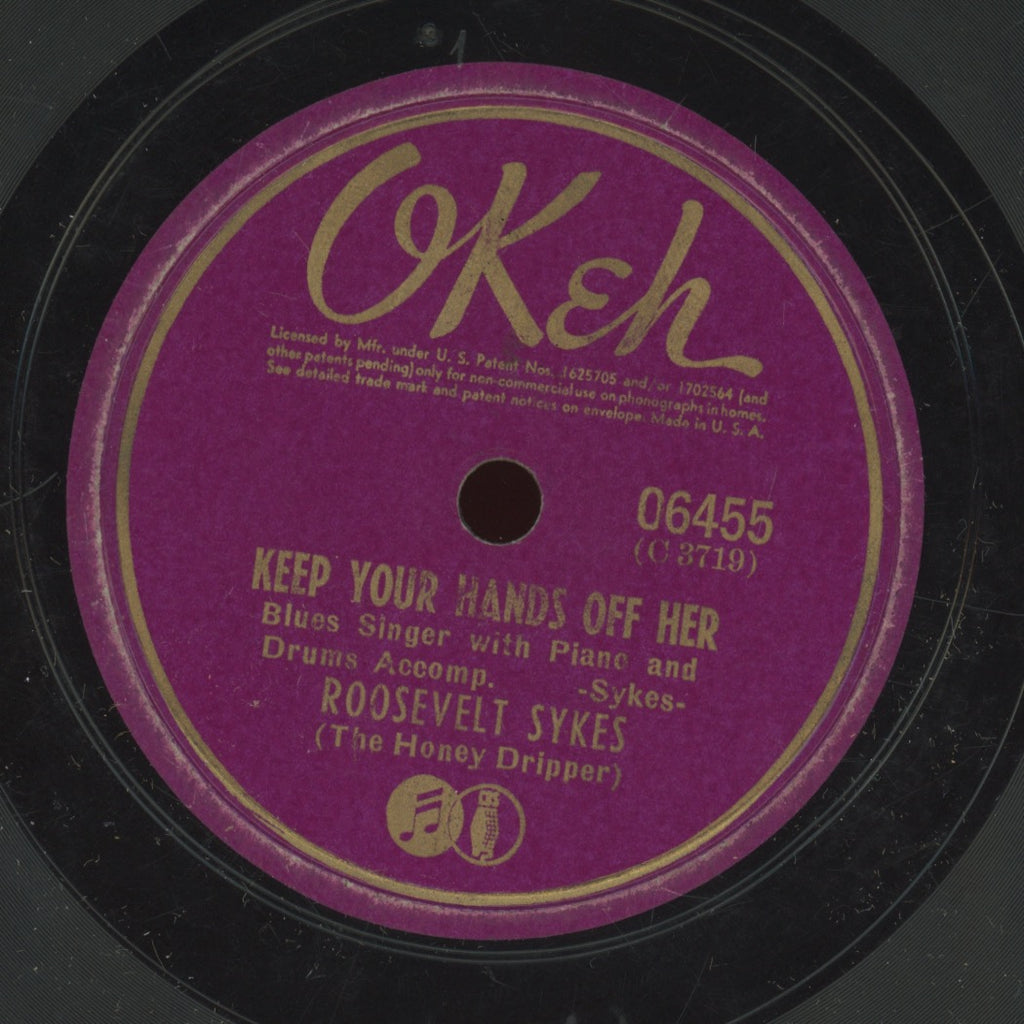 1
OKeh
Licensed by Mfr. under U. S. Patent Nos. 1625705 and/or 1702564 (and
other patents pending) only for non-commercial use on phonographs in homes.
See detailed trade mark and patent notices on envelope. Made in U. S. A.
06455
(C 3719)
KEEP YOUR HANDS OFF HER
Blues Singer with Piano and
Drums Accomp. -Sykes-
ROOSEVELT SYKES
(The Honey Dripper)